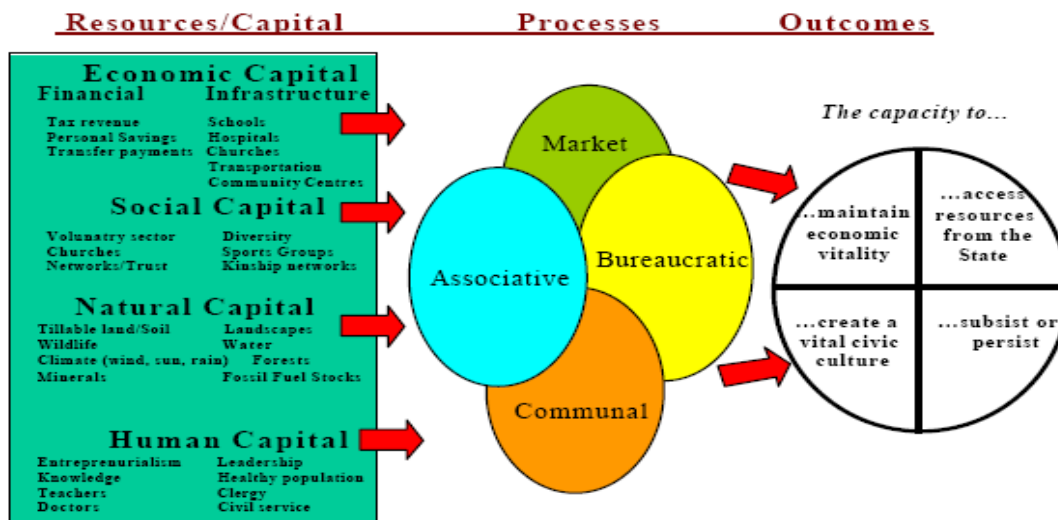 Resources/Capital Processes Outcomes
Economic Capital
Financial Infrastructure
Tax revenue Schools
Personal Savings Hospitals
Transfer payments Churches
Transportation
Community Centres
Social Capital
Volunatry sector Diversity
Churches Sports Groups
Networks/Trust Kinship networks
Natural Capital
Tillable land/Soil Landscapes
Wildlife Water
Climate (wind, sun, rain) Forests
Minerals Fossil Fuel Stocks
Human Capital
Entreprenurialism Leadership
Knowledge Healthy population
Teachers Clergy
Doctors Civil service
Market
Associative
Bureaucratic
Communal
The capacity to...
...maintain
economic
vitality
...access
resources
from the
State
...create a
vital civic
culture
...subsist or
persist